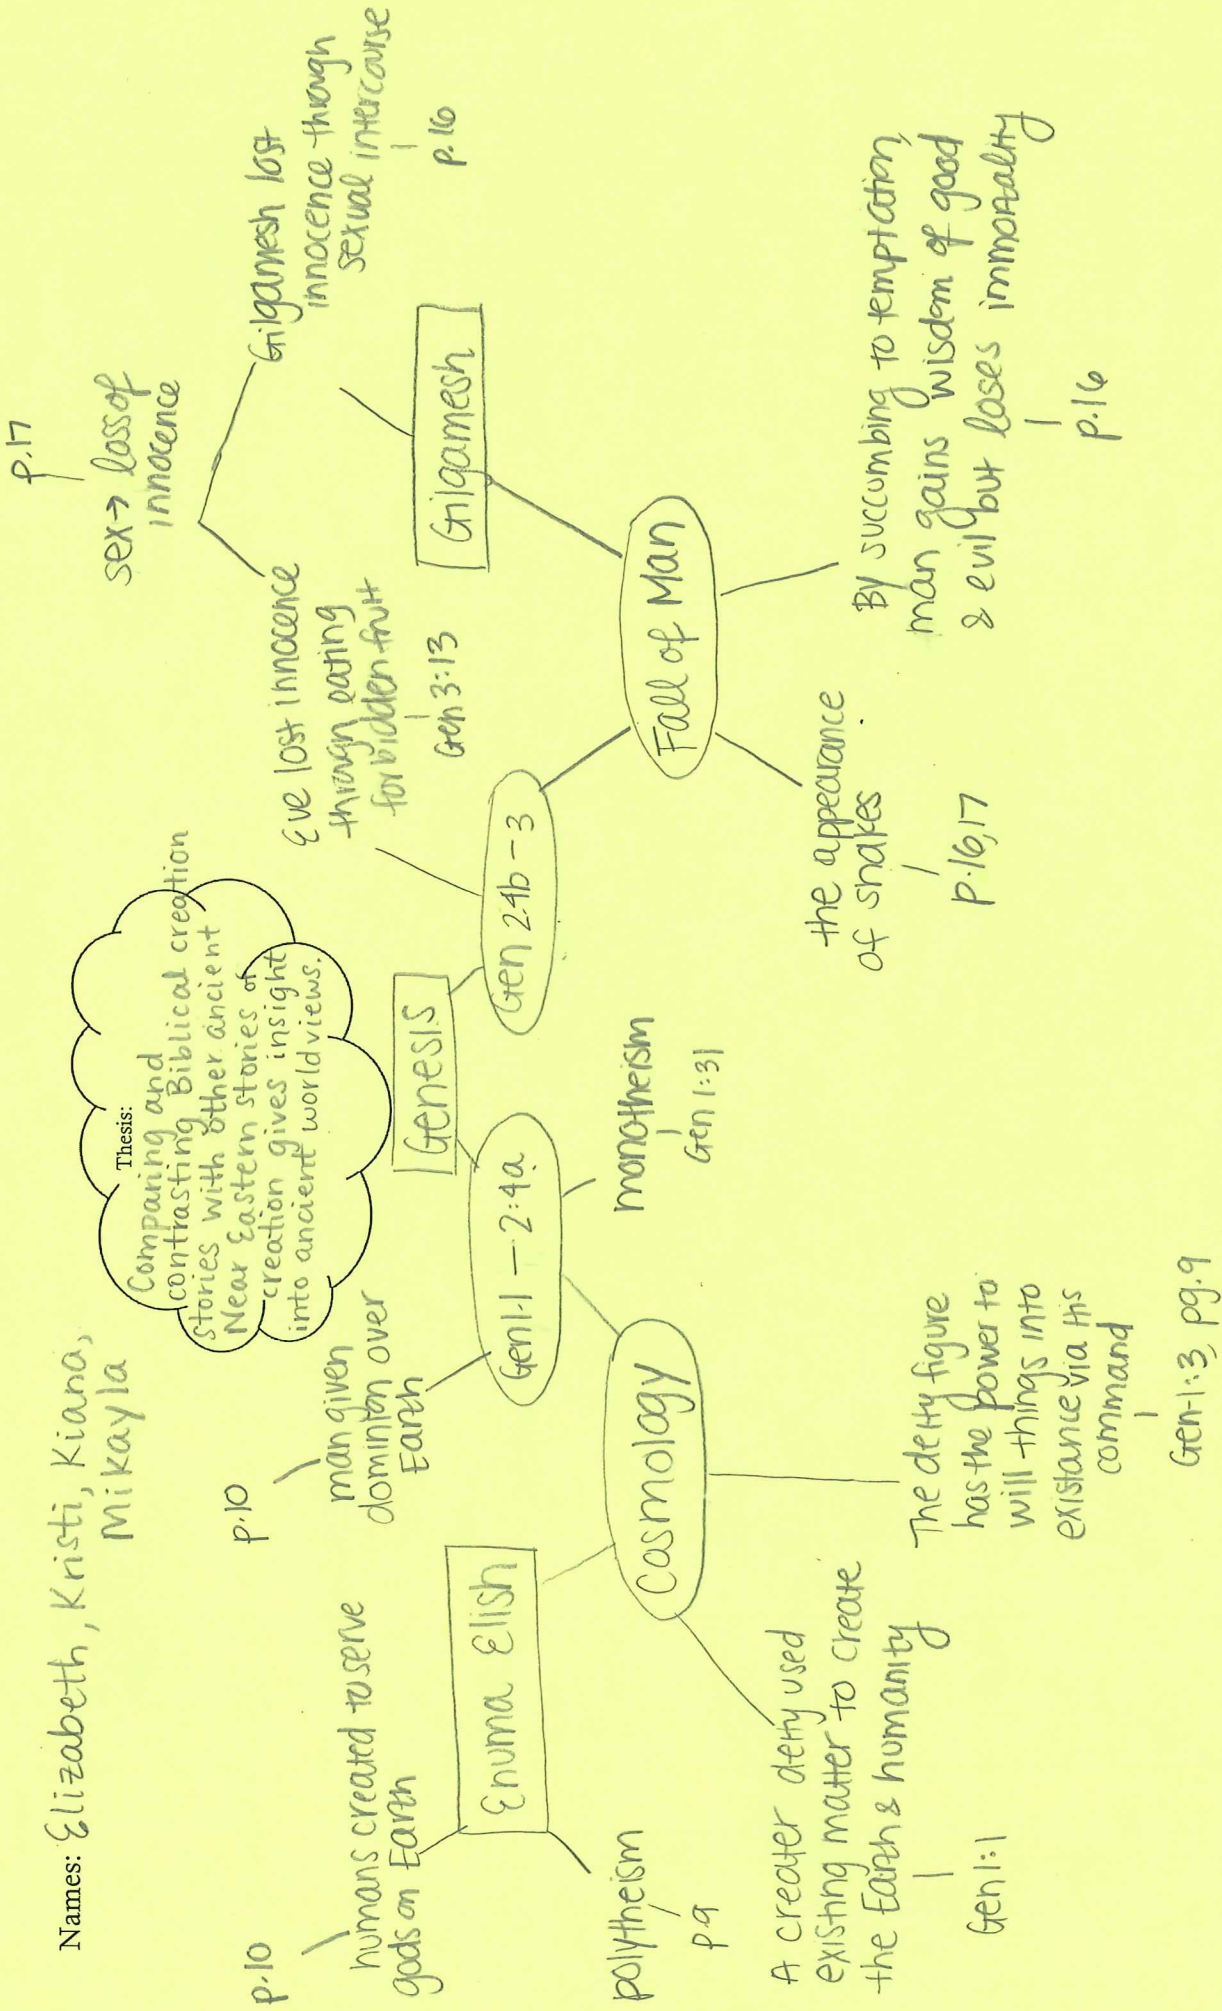 Names: Elizabeth, Kristi, Kiana,
Mikayla
Thesis:
Comparing and
contrasting Biblical creation
stories with other ancient
Near Eastern stories of
creation gives insight
into ancient worldviews.
p.10
humans created to serve
gods on Earth
Enuma Elish
polytheism
p.9
A creater deity used
existing matter to create
the Earth & humanity
Gen 1:1
Cosmology
The deity figure
has the power to
will things into
existance via His
command
Gen-1:3, pg.9
p.10
man given
dominion over
Earth
Gen 1-1 — 2:4a
monotheism
Gen 1:31
Genesis
Gen 2.4b - 3
Eve lost innocence
through eating
forbidden fruit
Gen 3:13
p.17
sex→ loss of
innocence
Gilgamesh lost
innocence through
sexual intercourse
p.16
Gilgamesh
Fall of Man
the appearance
of snakes
p.16,17
By succumbing to temptation,
man gains wisdom of good
& evil but loses immortality
p.16